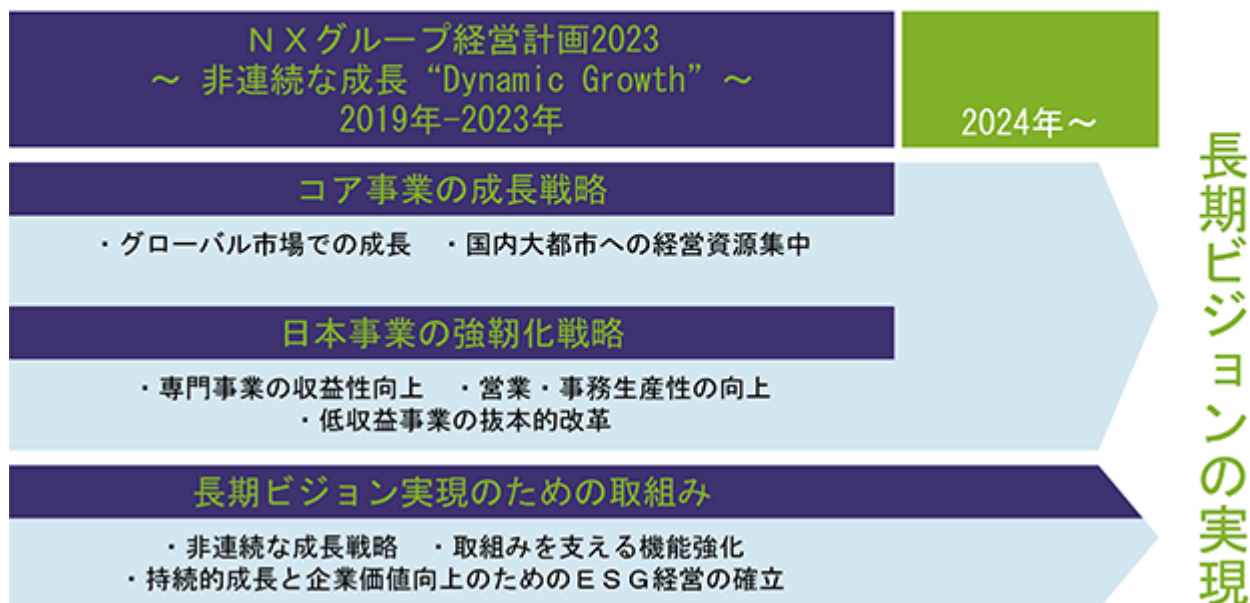 ＮＸグループ経営計画2023
～ 非連続な成長 “Dynamic Growth” ～
2019年-2023年
2024年～
コア事業の成長戦略
・グローバル市場での成長　・国内大都市への経営資源集中
日本事業の強靭化戦略
・専門事業の収益性向上　・営業・事務生産性の向上
・低収益事業の抜本的改革
長期ビジョン実現のための取組み
・非連続な成長戦略　・取組みを支える機能強化
・持続的成長と企業価値向上のためのＥＳＧ経営の確立
長期ビジョンの実現